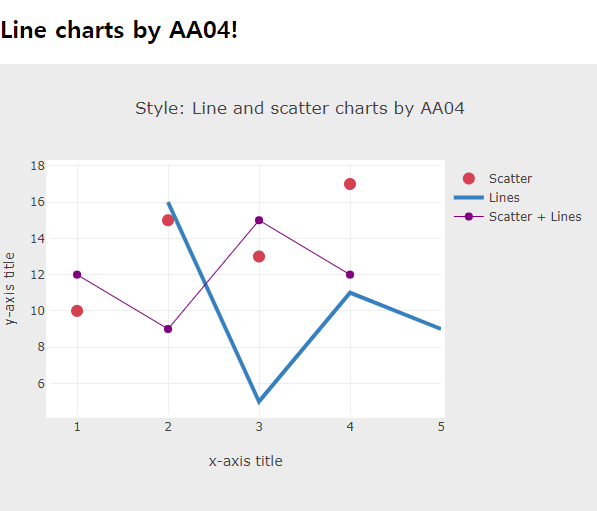 Line charts by AA04!
Style: Line and scatter charts by AA04
18
16
14
12
10
8
6
y-axis title
1 2 3 4 5
x-axis title
Scatter
Lines
Scatter + Lines